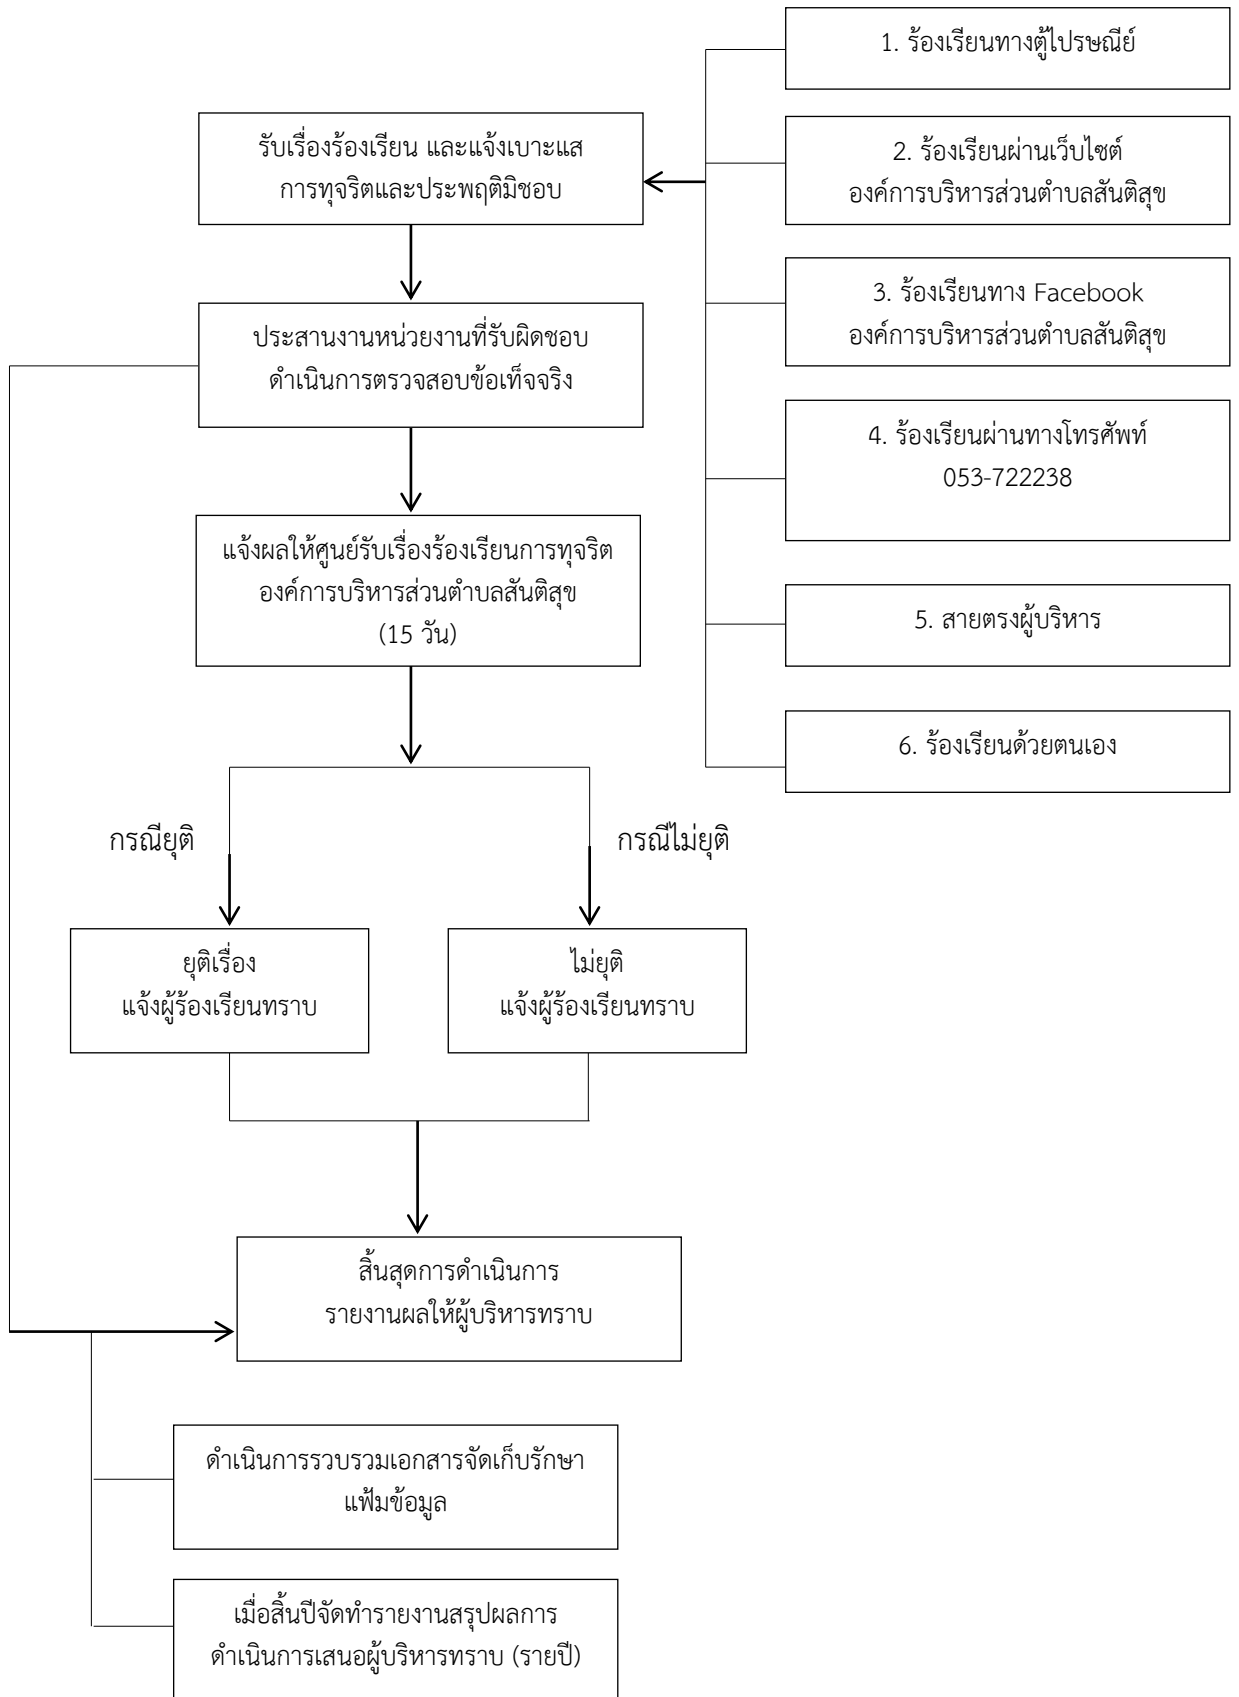 1. ร้องเรียนทางตู้ไปรษณีย์
รับเรื่องร้องเรียน และแจ้งเบาะแส
การทุจริตและประพฤติมิชอบ
2. ร้องเรียนผ่านเว็บไซต์
องค์การบริหารส่วนตำบลสันติสุข
3. ร้องเรียนทาง Facebook
องค์การบริหารส่วนตำบลสันติสุข
ประสานงานหน่วยงานที่รับผิดชอบ
ดำเนินการตรวจสอบข้อเท็จจริง
4. ร้องเรียนผ่านทางโทรศัพท์
053-722238
แจ้งผลให้ศูนย์รับเรื่องร้องเรียนการทุจริต
องค์การบริหารส่วนตำบลสันติสุข
(15 วัน)
5. สายตรงผู้บริหาร
6. ร้องเรียนด้วยตนเอง
กรณียุติ
กรณีไม่ยุติ
ยุติเรื่อง
แจ้งผู้ร้องเรียนทราบ
ไม่ยุติ
แจ้งผู้ร้องเรียนทราบ
สิ้นสุดการดำเนินการ
รายงานผลให้ผู้บริหารทราบ
ดำเนินการรวบรวมเอกสารจัดเก็บรักษา
แฟ้มข้อมูล
เมื่อสิ้นปีจัดทำรายงานสรุปผลการ
ดำเนินการเสนอผู้บริหารทราบ (รายปี)